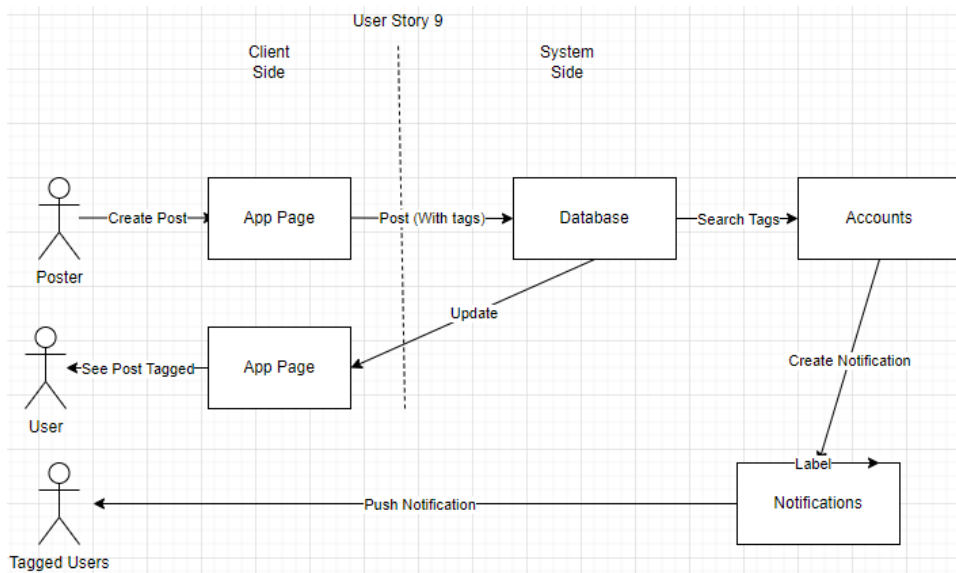 User Story 9
Client
Side
System
Side
Create Post
App Page
Post (With tags)
Database
Search Tags
Accounts
Poster
Update
See Post Tagged
App Page
Create Notification
User
Label
Push Notification
Notifications
Tagged Users